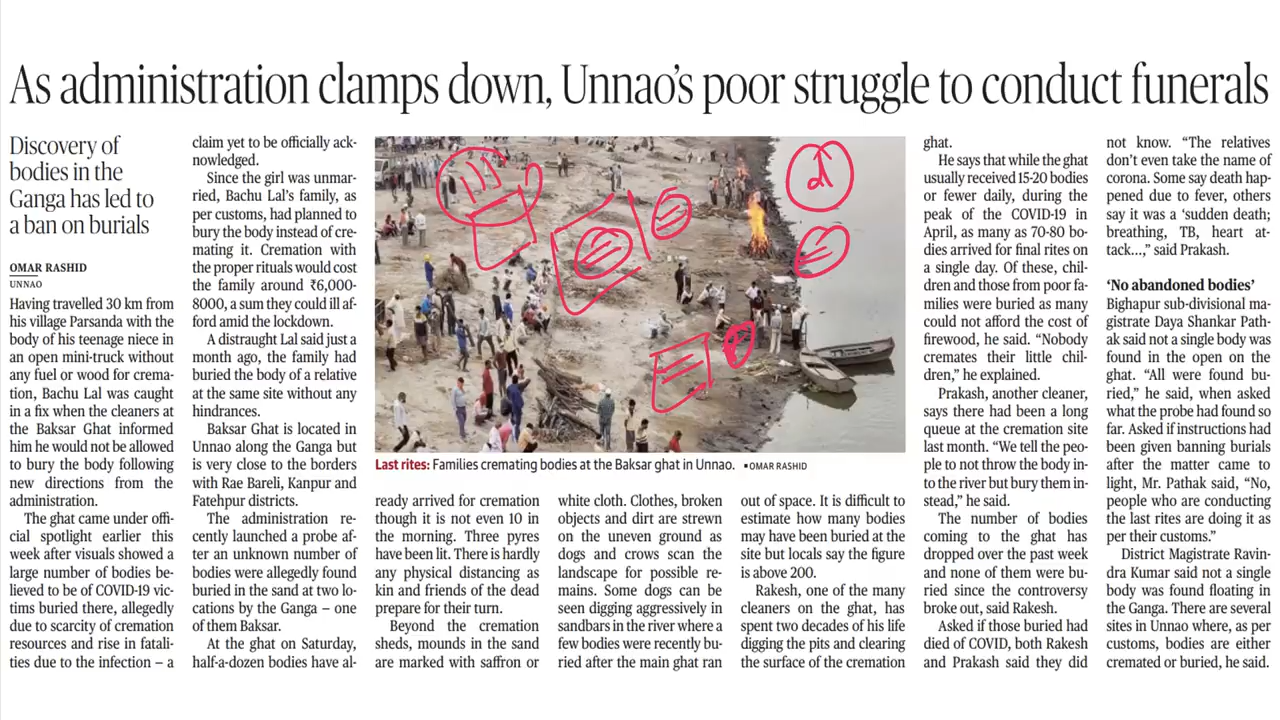 As administration clamps down, Unnao's poor struggle to conduct funerals
Discovery of
bodies in the
Ganga has led to
a ban on burials
OMAR RASHID
UNNAO
Having travelled 30 km from
his village Parsanda with the
body of his teenage niece in
an open mini-truck without
any fuel or wood for crema-
tion, Bachu Lal was caught
in a fix when the cleaners at
the Baksar Ghat informed
him he would not be allowed
to bury the body following
new directions from the
administration.
The ghat came under offi-
cial spotlight earlier this
week after visuals showed a
large number of bodies be-
lieved to be of COVID-19 vic-
tims buried there, allegedly
due to scarcity of cremation
resources and rise in fatali-
ties due to the infection – a
claim yet to be officially ack-
nowledged.
Since the girl was unmar-
ried, Bachu Lal's family, as
per customs, had planned to
bury the body instead of cre-
mating it. Cremation with
the proper rituals would cost
the family around ₹6,000-
8000, a sum they could ill af-
ford amid the lockdown.
A distraught Lal said just a
month ago, the family had
buried the body of a relative
at the same site without any
hindrances.
Baksar Ghat is located in
Unnao along the Ganga but
is very close to the borders
with Rae Bareli, Kanpur and
Fatehpur districts.
The administration re-
cently launched a probe af-
ter an unknown number of
bodies were allegedly found
buried in the sand at two lo-
cations by the Ganga – one
of them Baksar.
At the ghat on Saturday,
half-a-dozen bodies have al-
Last rites: Families cremating bodies at the Baksar ghat in Unnao. ▪OMAR RASHID
ready arrived for cremation
though it is not even 10 in
the morning. Three pyres
have been lit. There is hardly
any physical distancing as
kin and friends of the dead
prepare for their turn.
Beyond the cremation
sheds, mounds in the sand
are marked with saffron or
white cloth. Clothes, broken
objects and dirt are strewn
on the uneven ground as
dogs and crows scan the
landscape for possible re-
mains. Some dogs can be
seen digging aggressively in
sandbars in the river where a
few bodies were recently bu-
ried after the main ghat ran
out of space. It is difficult to
estimate how many bodies
may have been buried at the
site but locals say the figure
is above 200.
Rakesh, one of the many
cleaners on the ghat, has
spent two decades of his life
digging the pits and clearing
the surface of the cremation
ghat.
He says that while the ghat
usually received 15-20 bodies
or fewer daily, during the
peak of the COVID-19 in
April, as many as 70-80 bo-
dies arrived for final rites on
a single day. Of these, chil-
dren and those from poor fa-
milies were buried as many
could not afford the cost of
firewood, he said. "Nobody
cremates their little chil-
dren," he explained.
Prakash, another cleaner,
says there had been a long
queue at the cremation site
last month. "We tell the peo-
ple to not throw the body in-
to the river but bury them in-
stead," he said.
The number of bodies
coming to the ghat has
dropped over the past week
and none of them were bu-
ried since the controversy
broke out, said Rakesh.
Asked if those buried had
died of COVID, both Rakesh
and Prakash said they did
not know. "The relatives
don't even take the name of
corona. Some say death hap-
pened due to fever, others
say it was a 'sudden death;
breathing, TB, heart at-
tack...," said Prakash.
'No abandoned bodies'
Bighapur sub-divisional ma-
gistrate Daya Shankar Path-
ak said not a single body was
found in the open on the
ghat. "All were found bu-
ried," he said, when asked
what the probe had found so
far. Asked if instructions had
been given banning burials
after the matter came to
light, Mr. Pathak said, "No,
people who are conducting
the last rites are doing it as
per their customs."
District Magistrate Ravin-
dra Kumar said not a single
body was found floating in
the Ganga. There are several
sites in Unnao where, as per
customs, bodies are either
cremated or buried, he said.